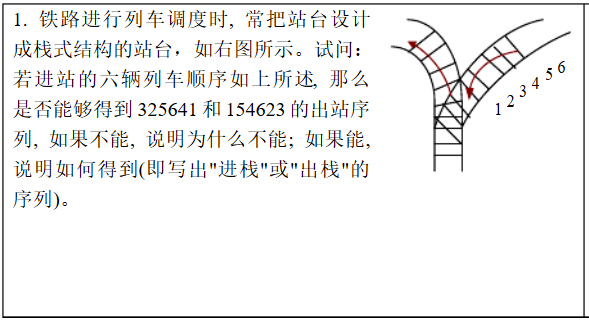 1. 铁路进行列车调度时, 常把站台设计
成栈式结构的站台，如右图所示。试问:
若进站的六辆列车顺序如上所述, 那么
是否能够得到 325641 和 154623 的出站序
列, 如果不能, 说明为什么不能; 如果能,
说明如何得到(即写出"进栈"或"出栈"的
序列)。
1 2 3 4 5 6